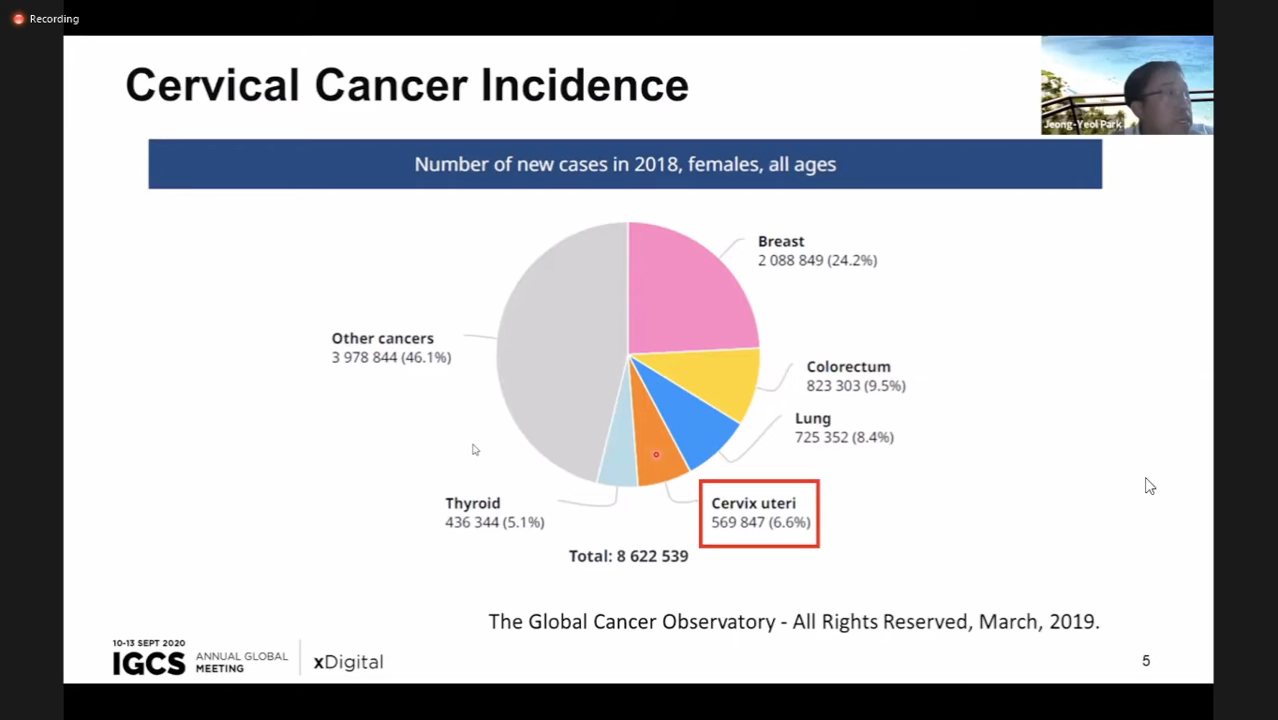 Recording
Cervical Cancer Incidence
Jeong-Yeol Park
Number of new cases in 2018, females, all ages
Breast
2 088 849 (24.2%)
Other cancers
3 978 844 (46.1%)
Colorectum
823 303 (9.5%)
Lung
725 352 (8.4%)
Thyroid
436 344 (5.1%)
Cervix uteri
569 847 (6.6%)
Total: 8 622 539
The Global Cancer Observatory - All Rights Reserved, March, 2019.
10-13 SEPT 2020
IGCS
ANNUAL GLOBAL
MEETING
xDigital
5